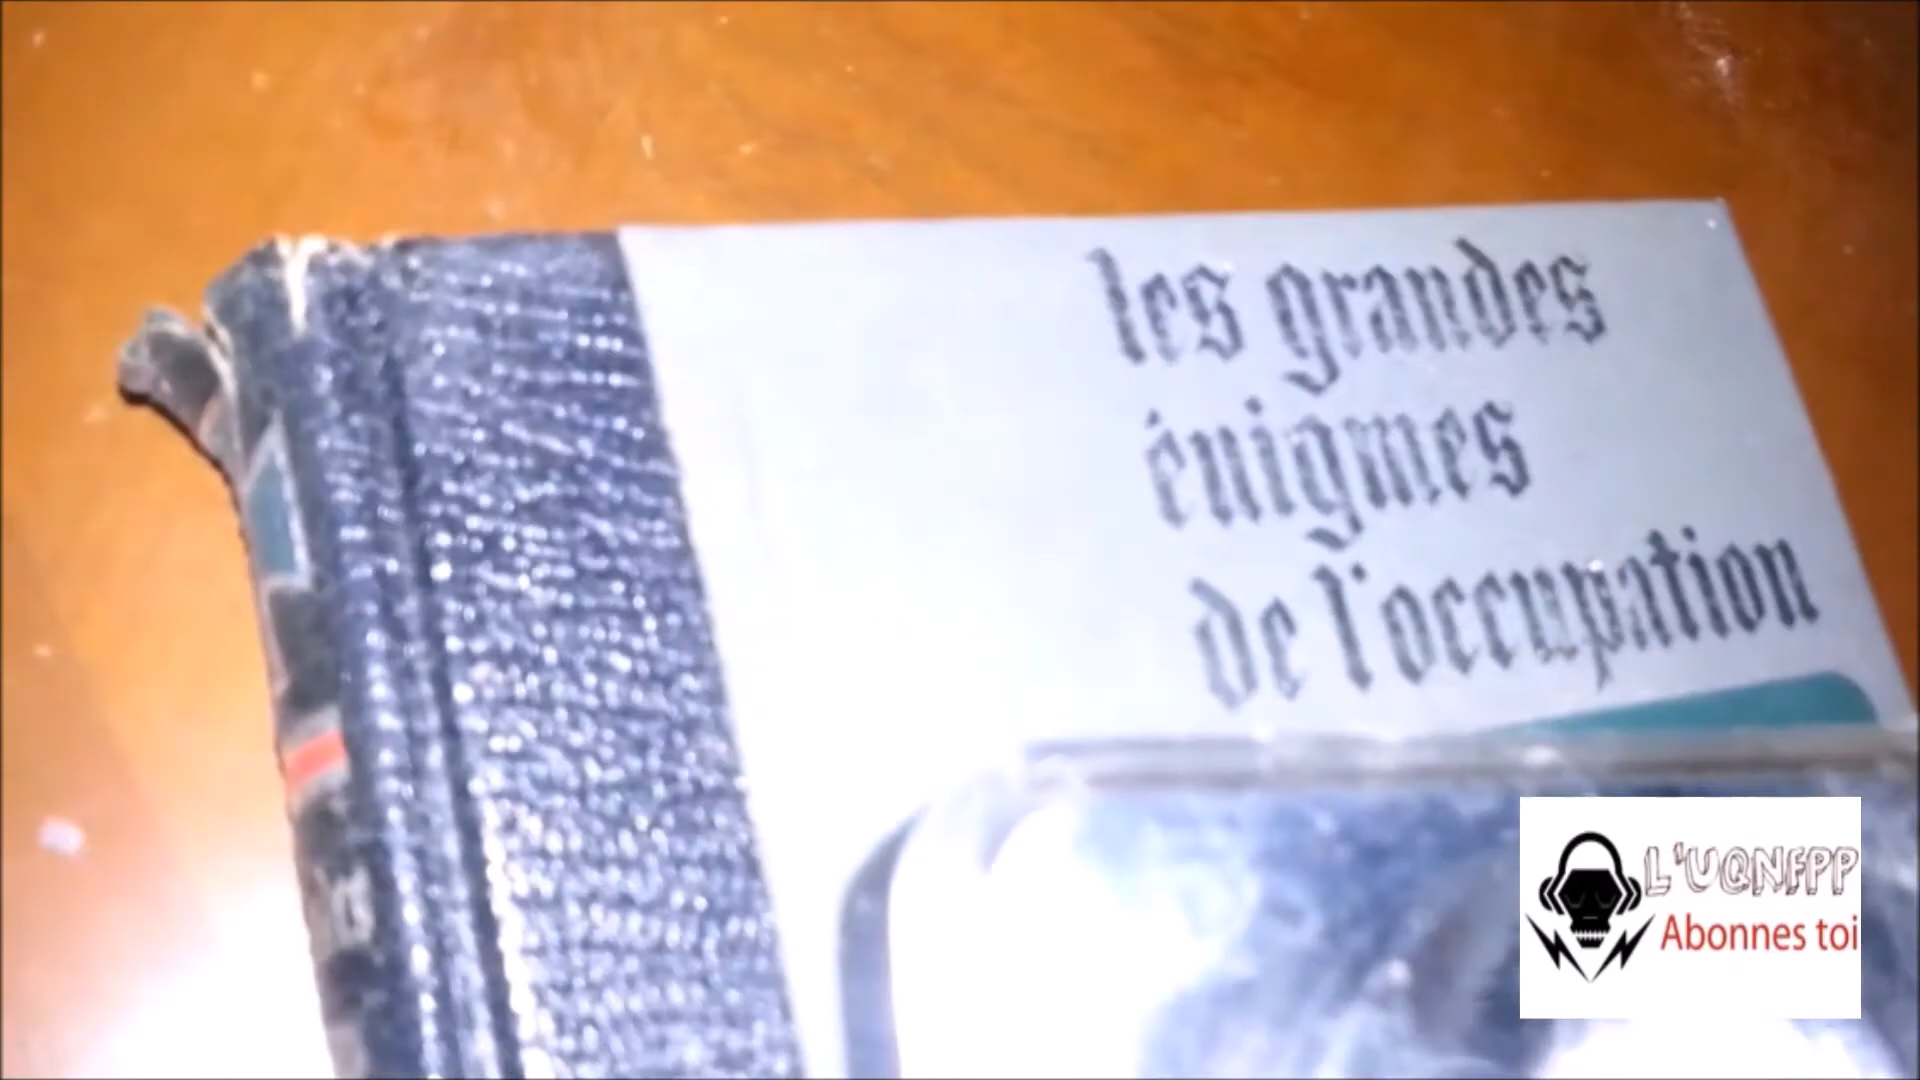 les grandes
énigmes
de l'occupation
L'UQNFPP
Abonnes toi